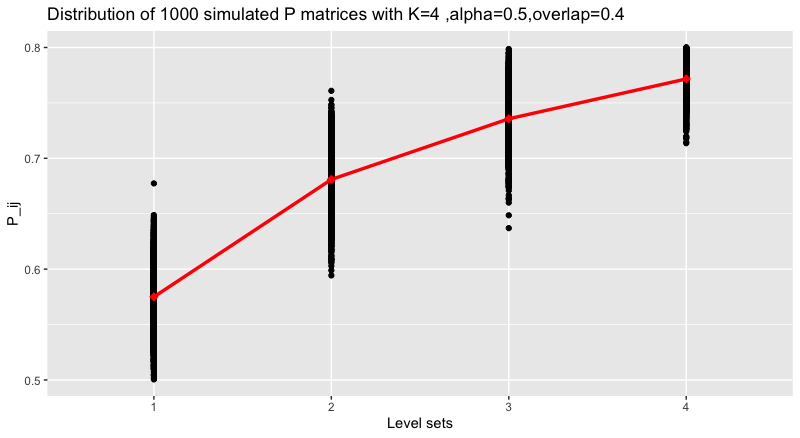 Distribution of 1000 simulated P matrices with K=4 ,alpha=0.5,overlap=0.4
P_ij
0.8
0.7
0.6
0.5
1 2 3 4
Level sets